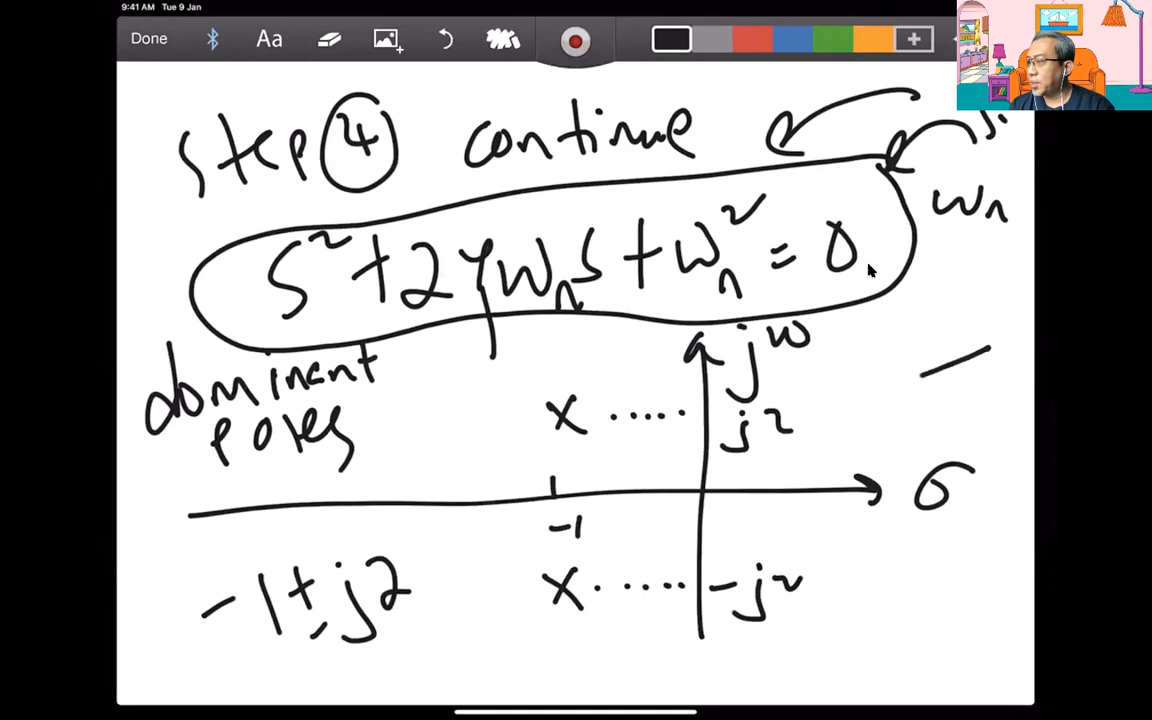 9:41 AM Tue 9 Jan
Done Aa
step ④ continue
ωn
s² + 2ζωns + ωn² = 0
dominant
poles
jω
x ..... j2
σ
-1
-1 ± j2
x ..... -j2